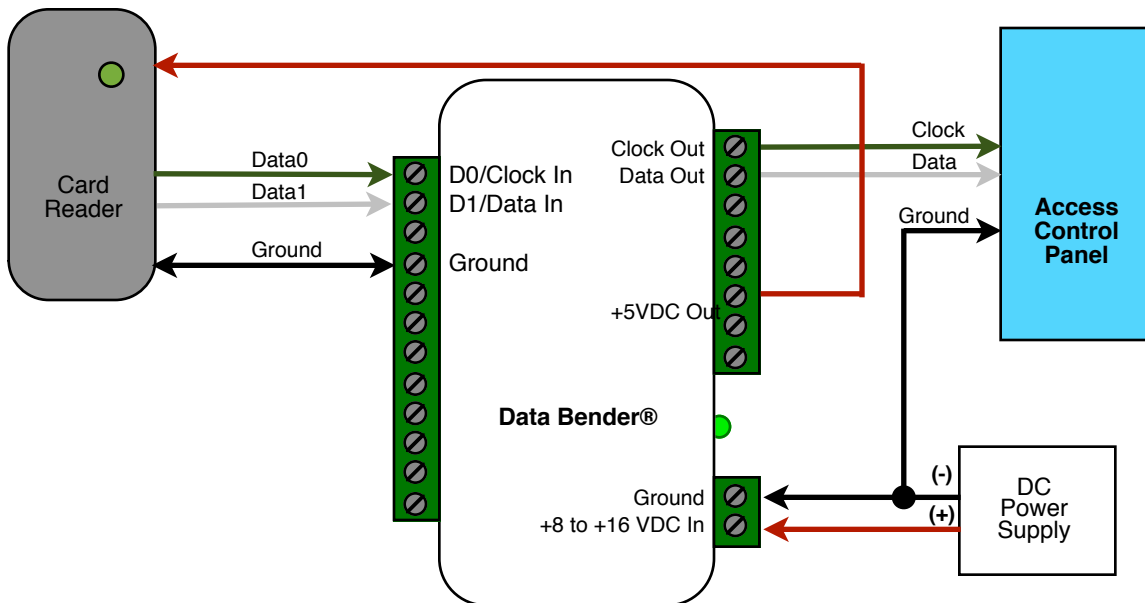 Card
Reader
Data0
Data1
Ground
D0/Clock In
D1/Data In
Ground
Clock Out
Data Out
+5VDC Out
Data Bender®
Ground
+8 to +16 VDC In
Clock
Data
Ground
Access
Control
Panel
(-)
(+)
DC
Power
Supply